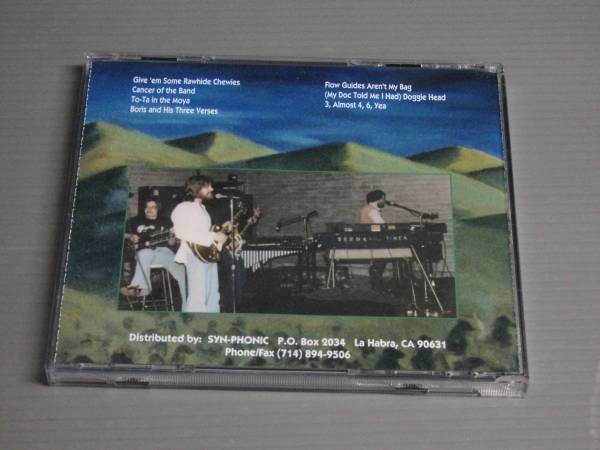 Give 'em Some Rawhide Chewies
Cancer of the Band
To-Ta in the Moya
Boris and His Three Verses
Flow Guides Aren't My Bag
(My Doc Told Me I Had) Doggie Head
3, Almost 4, 6, Yea
Distributed by: SYN-PHONIC P.O. Box 2034 La Habra, CA 90631
Phone/Fax (714) 894-9506